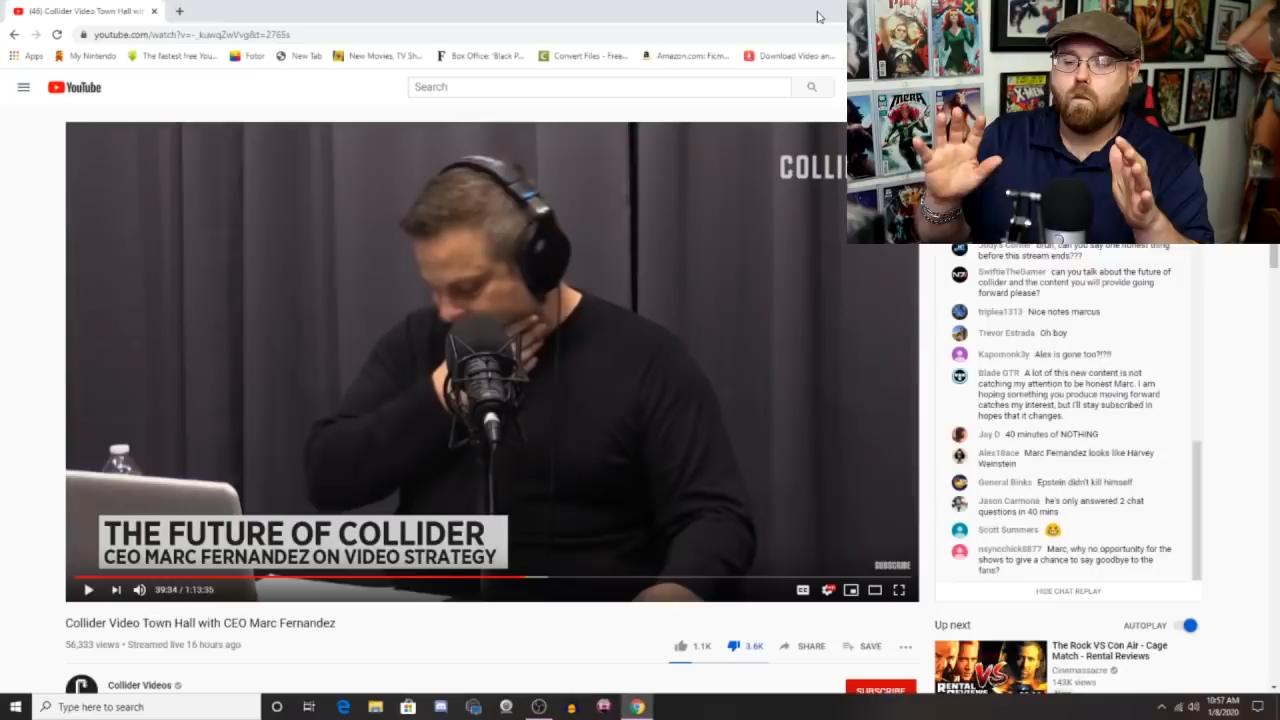 (46) Collider Video Town Hall wit
youtube.com/watch?v=-_kuwqZwVvg&t=2765s
Apps My Nintendo The fastest free You... Fotor New Tab New Movies, TV Sh... Box Office: 'Black P... Convert Files - Free... Amazon.com: Ficm... Download Video an...
YouTube
Search
COLLI
MERA
X-MEN
before this stream ends???
SwiftieTheGamer can you talk about the future of
collider and the content you will provide going
forward please?
triplea1313 Nice notes marcus
Trevor Estrada Oh boy
Kapomonk3y Alex is gone too?!?!!
Blade GTR A lot of this new content is not
catching my attention to be honest Marc. I am
hoping something you produce moving forward
catches my interest, but I'll stay subscribed in
hopes that it changes.
Jay D 40 minutes of NOTHING
Alex18ace Marc Fernandez looks like Harvey
Weinstein
General Binks Epstein didn't kill himself
Jason Carmona he's only answered 2 chat
questions in 40 mins
Scott Summers
nsyncchick8877 Marc, why no opportunity for the
shows to give a chance to say goodbye to the
fans?
HIDE CHAT REPLAY
THE FUTURE OF COLLIDER
CEO MARC FERNANDEZ ON VIDEO STRATEGY
SUBSCRIBE
39:34 / 1:13:35
Collider Video Town Hall with CEO Marc Fernandez
56,333 views • Streamed live 16 hours ago
1.1K 3.6K SHARE SAVE
Collider Videos
SUBSCRIBE
Up next AUTOPLAY
The Rock VS Con Air - Cage
Match - Rental Reviews
Cinemassacre
143K views
VS
RENTAL
Type here to search
10:57 AM
1/8/2020